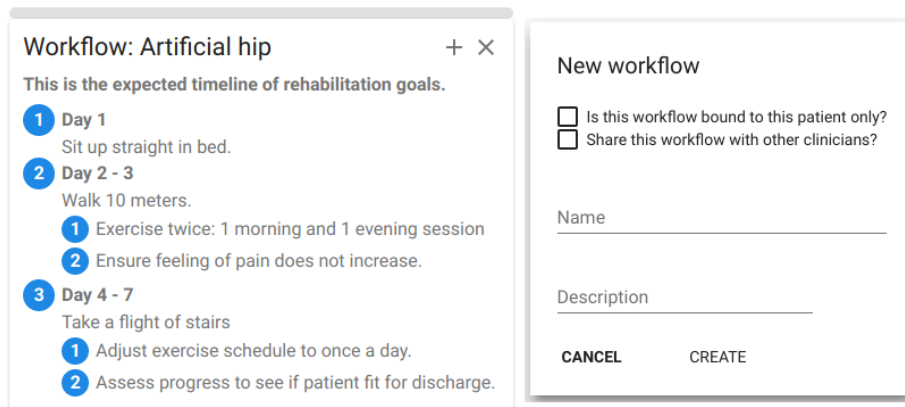 Workflow: Artificial hip
This is the expected timeline of rehabilitation goals.
1 Day 1
Sit up straight in bed.
2 Day 2 - 3
Walk 10 meters.
1 Exercise twice: 1 morning and 1 evening session
2 Ensure feeling of pain does not increase.
3 Day 4 - 7
Take a flight of stairs
1 Adjust exercise schedule to once a day.
2 Assess progress to see if patient fit for discharge.
New workflow
Is this workflow bound to this patient only?
Share this workflow with other clinicians?
Name
Description
CANCEL CREATE